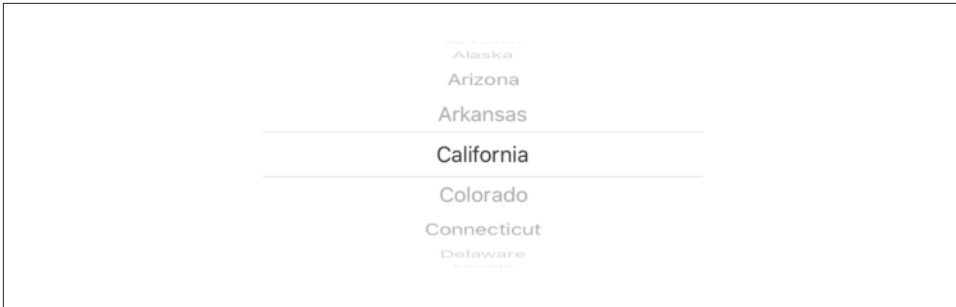 Alaska
Arizona
Arkansas
California
Colorado
Connecticut
Delaware